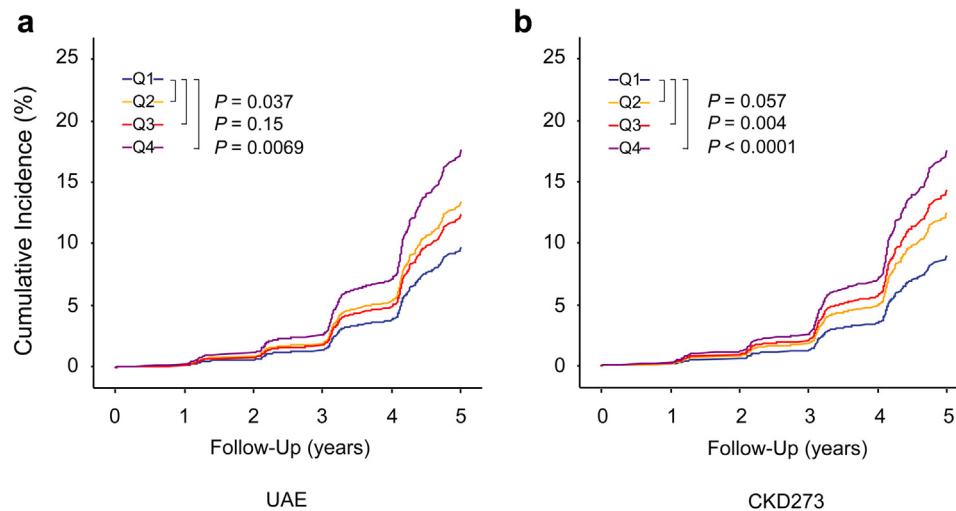 a
Cumulative Incidence (%)
25
20
15
10
5
0
Q1
Q2
Q3
Q4
P = 0.037
P = 0.15
P = 0.0069
0 1 2 3 4 5
Follow-Up (years)
UAE
b
25
20
15
10
5
0
Q1
Q2
Q3
Q4
P = 0.057
P = 0.004
P < 0.0001
0 1 2 3 4 5
Follow-Up (years)
CKD273